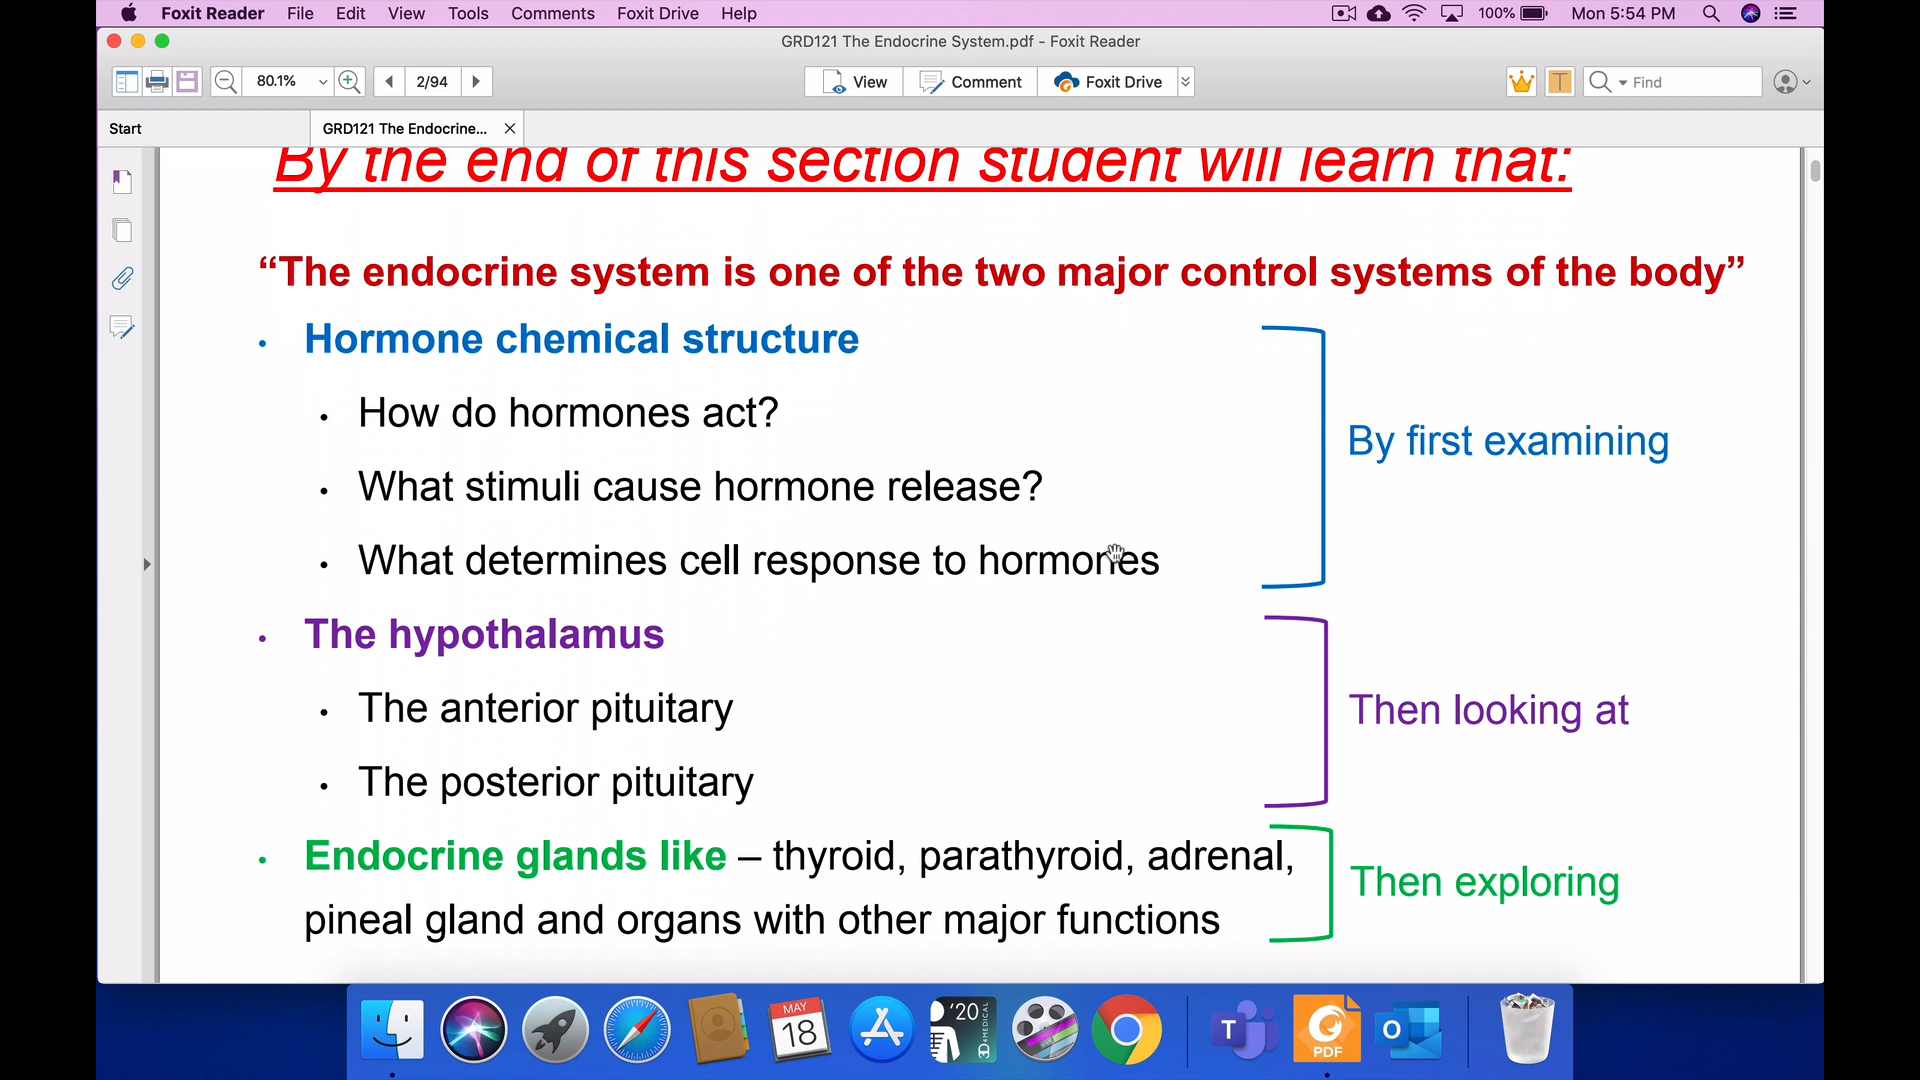 Foxit Reader File Edit View Tools Comments Foxit Drive Help 100% Mon 5:54 PM
GRD121 The Endocrine System.pdf - Foxit Reader
80.1% 2/94 View Comment Foxit Drive T Find
Start GRD121 The Endocrine...
By the end of this section student will learn that:
“The endocrine system is one of the two major control systems of the body”
• Hormone chemical structure
• How do hormones act?
By first examining
• What stimuli cause hormone release?
• What determines cell response to hormones
• The hypothalamus
• The anterior pituitary
Then looking at
• The posterior pituitary
• Endocrine glands like – thyroid, parathyroid, adrenal,
pineal gland and organs with other major functions
Then exploring
MAY
18
'20
3D4MEDICAL
T
PDF
O